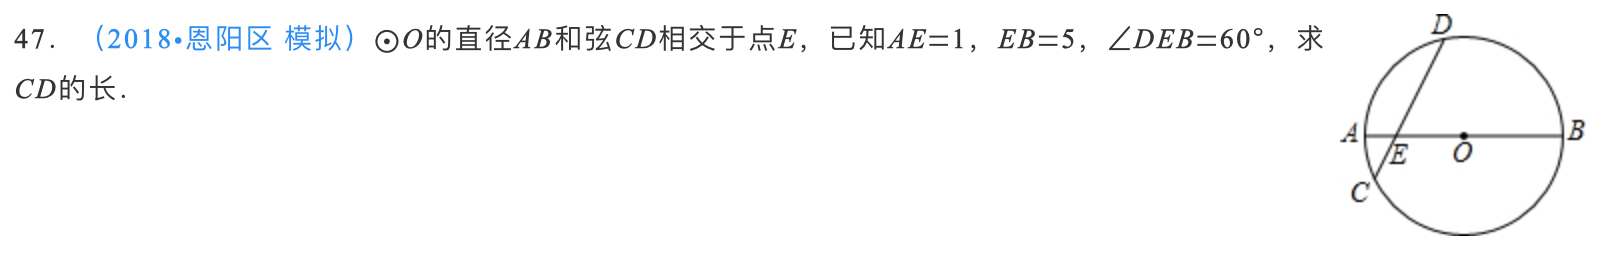 47. （2018•恩阳区 模拟）⊙O的直径AB和弦CD相交于点E，已知AE=1，EB=5，∠DEB=60°，求
CD的长.
D
A
E
O
B
C